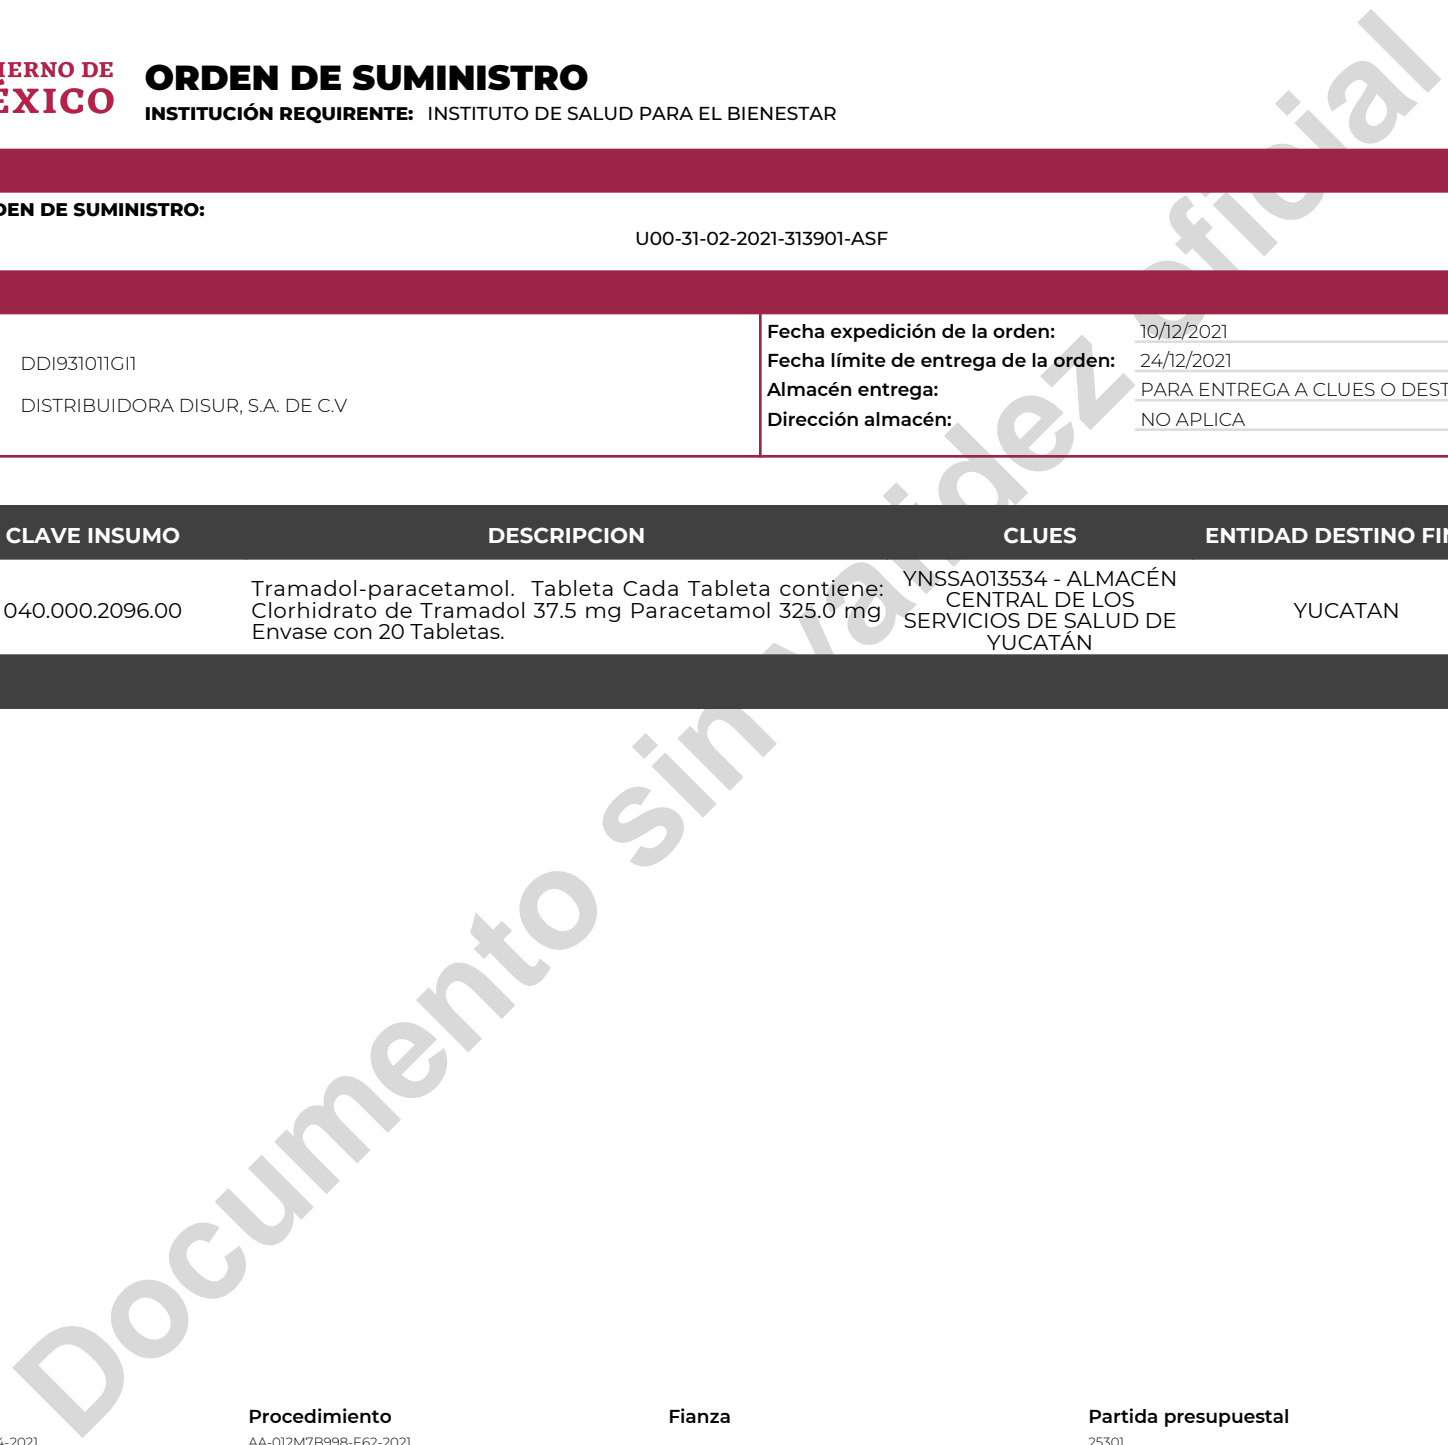 ORDEN DE SUMINISTRO
INSTITUCIÓN REQUIRENTE: INSTITUTO DE SALUD PARA EL BIENESTAR
IERNO DE
ÉXICO
DEN DE SUMINISTRO:
U00-31-02-2021-313901-ASF
DDI931011GI1
DISTRIBUIDORA DISUR, S.A. DE C.V
Fecha expedición de la orden: 10/12/2021
Fecha límite de entrega de la orden: 24/12/2021
Almacén entrega: PARA ENTREGA A CLUES O DEST
Dirección almacén: NO APLICA
CLAVE INSUMO DESCRIPCION CLUES ENTIDAD DESTINO FIN
040.000.2096.00
Tramadol-paracetamol. Tableta Cada Tableta contiene:
Clorhidrato de Tramadol 37.5 mg Paracetamol 325.0 mg
Envase con 20 Tabletas.
YNSSA013534 - ALMACÉN
CENTRAL DE LOS
SERVICIOS DE SALUD DE
YUCATÁN
YUCATAN
Documento sin validez oficial
Procedimiento Fianza Partida presupuestal
4-2021 AA-012M7B998-E62-2021 25301